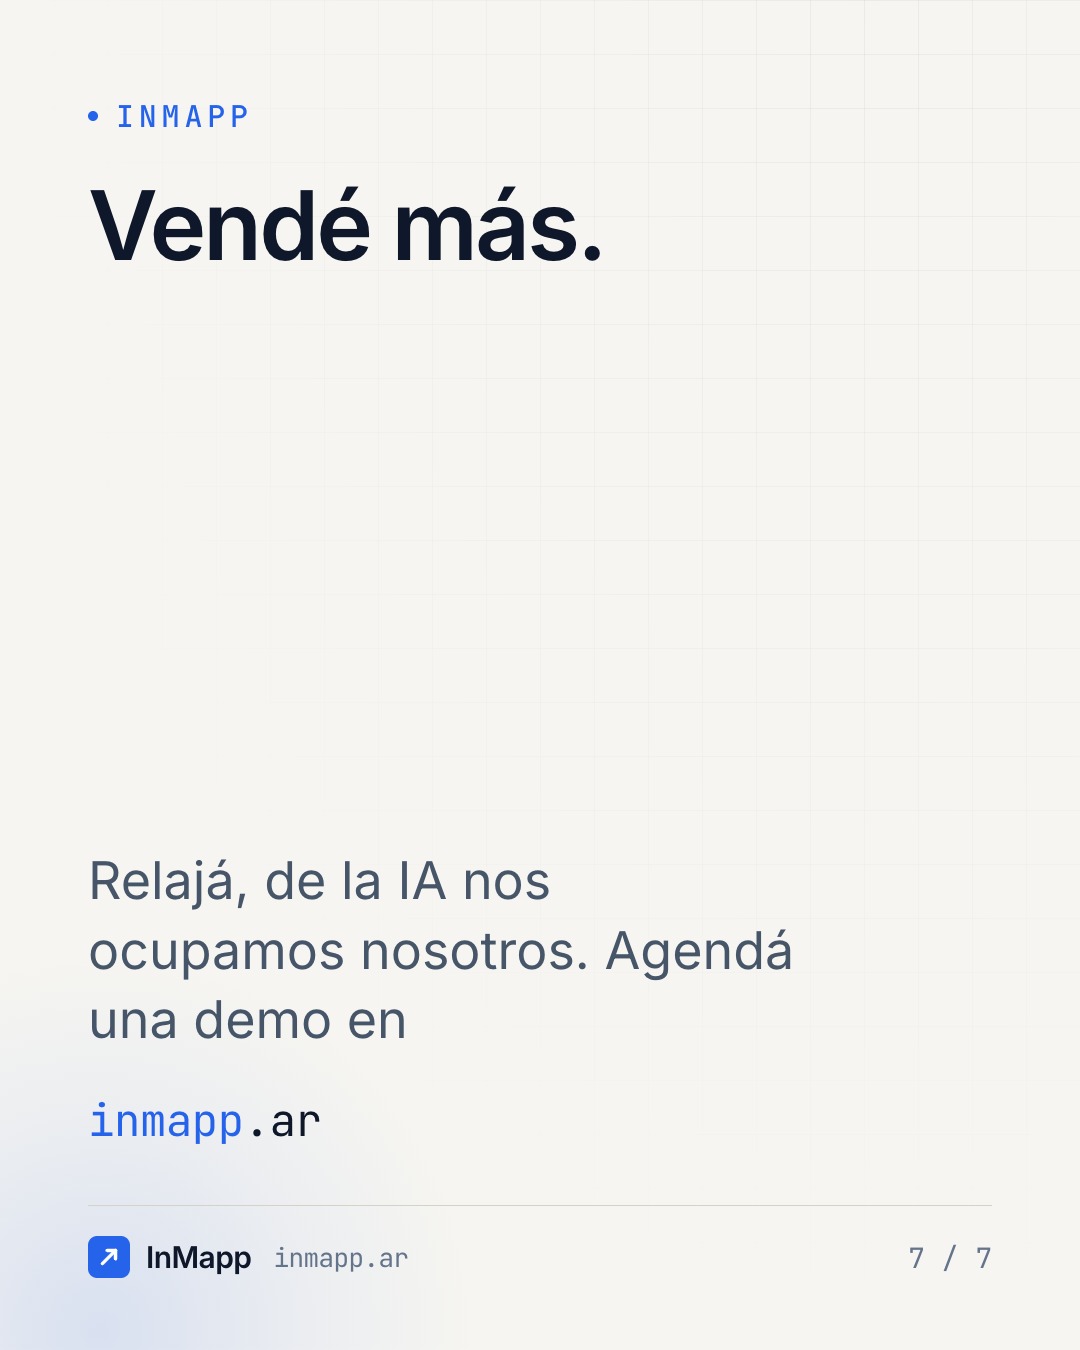 • INMAPP
Vendé más.
Relajá, de la IA nos
ocupamos nosotros. Agendá
una demo en
inmapp.ar
InMapp inmapp.ar 7 / 7